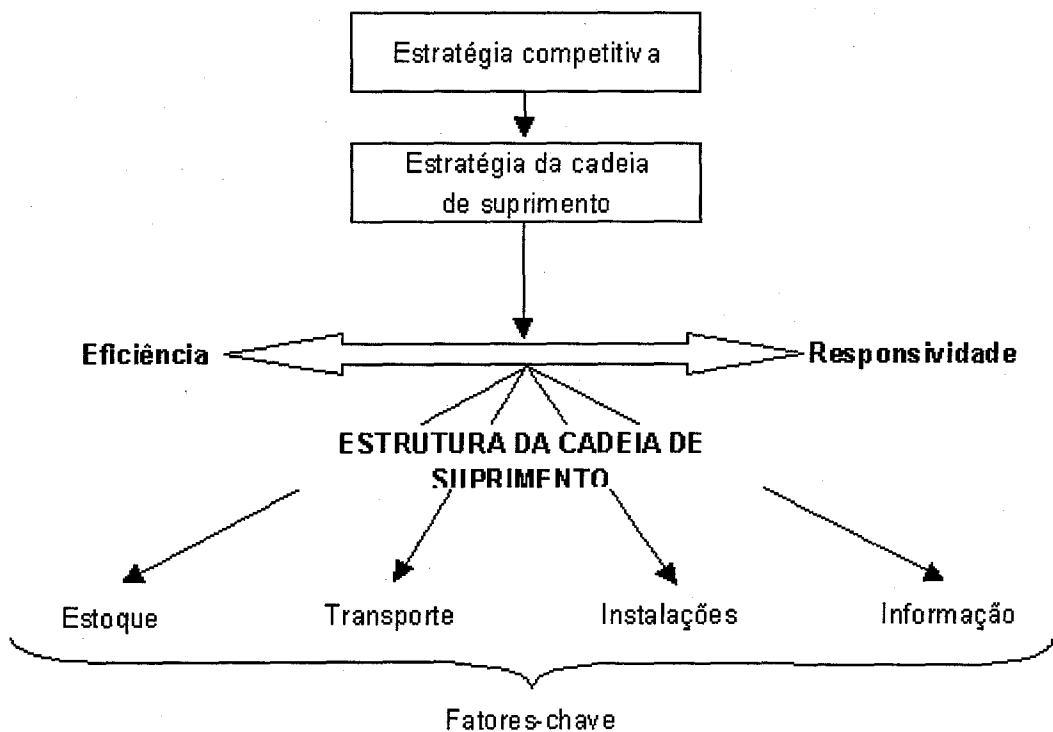 Estratégia competitiva
Estratégia da cadeia
de suprimento
Eficiência
Responsividade
ESTRUTURA DA CADEIA DE
SUPRIMENTO
Estoque
Transporte
Instalações
Informação
Fatores-chave